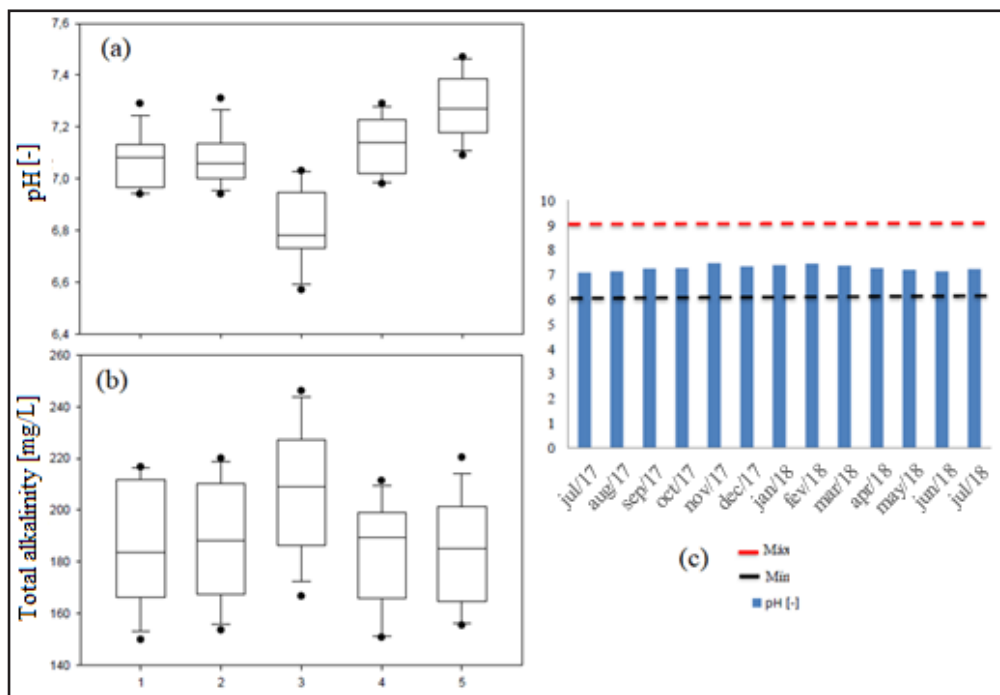 (a)
pH [-]
7,6
7,4
7,2
7,0
6,8
6,6
6,4
(b)
Total alkalinity [mg/L]
260
240
220
200
180
160
140
1 2 3 4 5
10
9
8
7
6
5
4
3
2
1
0
jul/17 aug/17 sep/17 oct/17 nov/17 dec/17 jan/18 fev/18 mar/18 apr/18 may/18 jun/18 jul/18
(c)
Máx
Mín
pH [-]